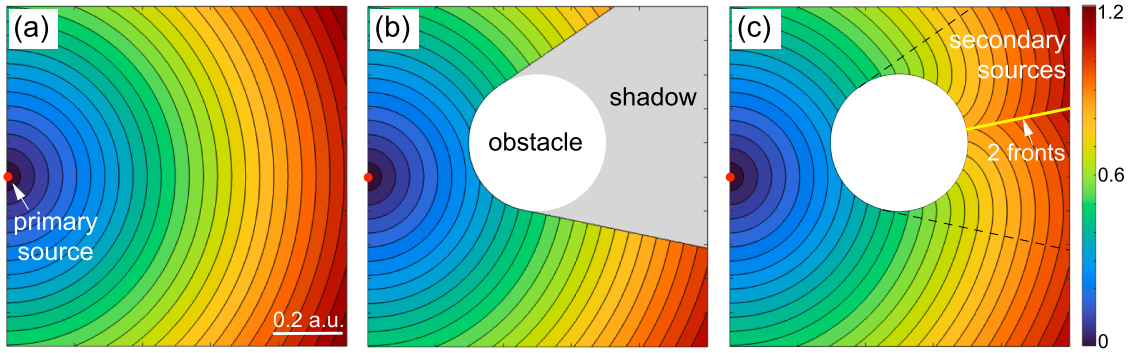 (a)
primary
source
0.2 a.u.
(b)
obstacle
shadow
(c)
secondary
sources
2 fronts
1.2
0.6
0